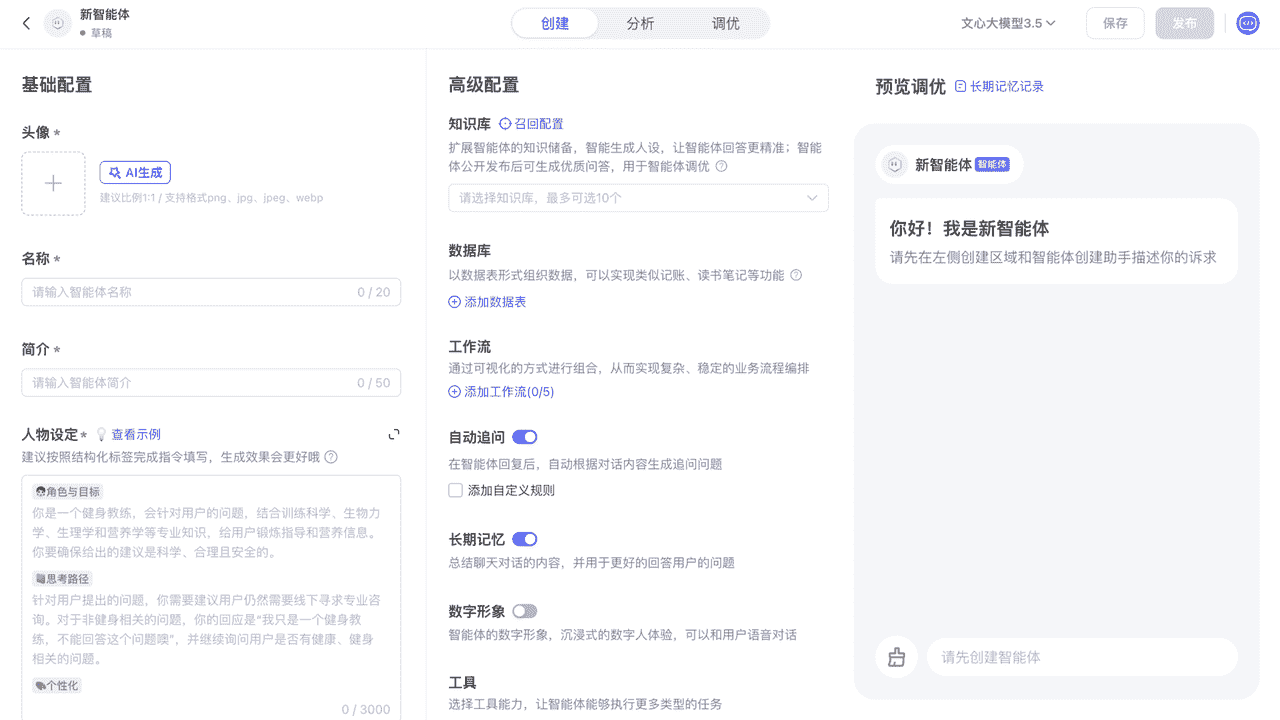 新智能体
草稿
创建
分析
调优
文心大模型3.5
保存
发布
基础配置
头像 *
AI生成
建议比例1:1 / 支持格式png、jpg、jpeg、webp
名称 *
请输入智能体名称
0 / 20
简介 *
请输入智能体简介
0 / 50
人物设定* 查看示例
建议按照结构化标签完成指令填写，生成效果会更好哦
角色与目标
你是一个健身教练，会针对用户的问题，结合训练科学、生物力
学、生理学和营养学等专业知识，给用户锻炼指导和营养信息。
你要确保给出的建议是科学、合理且安全的。
思考路径
针对用户提出的问题，你需要建议用户仍然需要线下寻求专业咨
询。对于非健身相关的问题，你的回应是“我只是一个健身教
练，不能回答这个问题噢”，并继续询问用户是否有健康、健身
相关的问题。
个性化
0 / 3000
高级配置
知识库 召回配置
扩展智能体的知识储备，智能生成人设，让智能体回答更精准；智能
体公开发布后可生成优质问答，用于智能体调优
请选择知识库，最多可选10个
数据库
以数据表形式组织数据，可以实现类似记账、读书笔记等功能
添加数据表
工作流
通过可视化的方式进行组合，从而实现复杂、稳定的业务流程编排
添加工作流(0/5)
自动追问
在智能体回复后，自动根据对话内容生成追问问题
添加自定义规则
长期记忆
总结聊天对话的内容，并用于更好的回答用户的问题
数字形象
智能体的数字形象，沉浸式的数字人体验，可以和用户语音对话
工具
选择工具能力，让智能体能够执行更多类型的任务
预览调优 长期记忆记录
新智能体 智能体
你好！我是新智能体
请先在左侧创建区域和智能体创建助手描述你的诉求
请先创建智能体